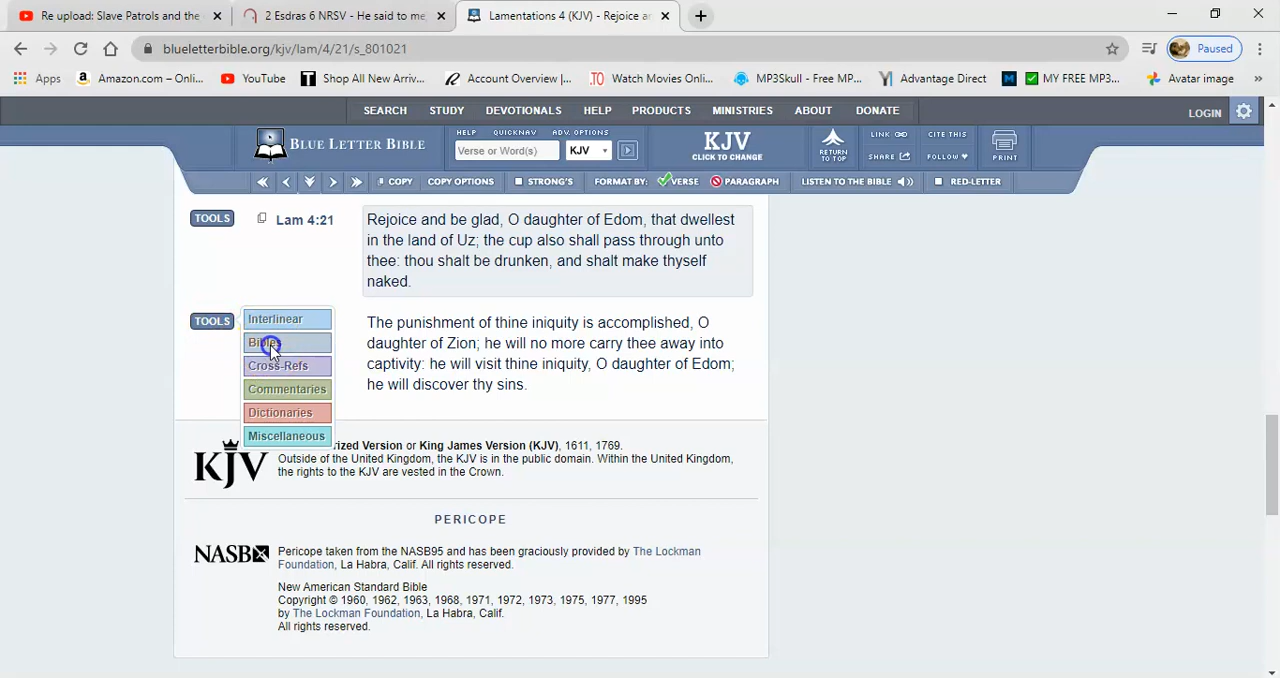 Re upload: Slave Patrols and the
2 Esdras 6 NRSV - He said to me
Lamentations 4 (KJV) - Rejoice an
blueletterbible.org/kjv/lam/4/21/s_801021
Paused
Apps
Amazon.com – Onli...
YouTube
Shop All New Arriv...
Account Overview |...
Watch Movies Onlin...
MP3Skull - Free MP...
Advantage Direct
MY FREE MP3...
Avatar image
SEARCH STUDY DEVOTIONALS HELP PRODUCTS MINISTRIES ABOUT DONATE
LOGIN
BLUE LETTER BIBLE
HELP QUICKNAV ADV. OPTIONS
Verse or Word(s) KJV
KJV
CLICK TO CHANGE
RETURN
TO TOP
LINK CITE THIS
SHARE FOLLOW
PRINT
COPY COPY OPTIONS STRONG'S FORMAT BY: VERSE PARAGRAPH LISTEN TO THE BIBLE RED-LETTER
TOOLS Lam 4:21
Rejoice and be glad, O daughter of Edom, that dwellest
in the land of Uz; the cup also shall pass through unto
thee: thou shalt be drunken, and shalt make thyself
naked.
TOOLS
Interlinear
Bibles
Cross-Refs
Commentaries
Dictionaries
Miscellaneous
The punishment of thine iniquity is accomplished, O
daughter of Zion; he will no more carry thee away into
captivity: he will visit thine iniquity, O daughter of Edom;
he will discover thy sins.
KJV
rized Version or King James Version (KJV), 1611, 1769.
Outside of the United Kingdom, the KJV is in the public domain. Within the United Kingdom,
the rights to the KJV are vested in the Crown.
PERICOPE
NASB
Pericope taken from the NASB95 and has been graciously provided by The Lockman
Foundation, La Habra, Calif. All rights reserved.
New American Standard Bible
Copyright © 1960, 1962, 1963, 1968, 1971, 1972, 1973, 1975, 1977, 1995
by The Lockman Foundation, La Habra, Calif.
All rights reserved.